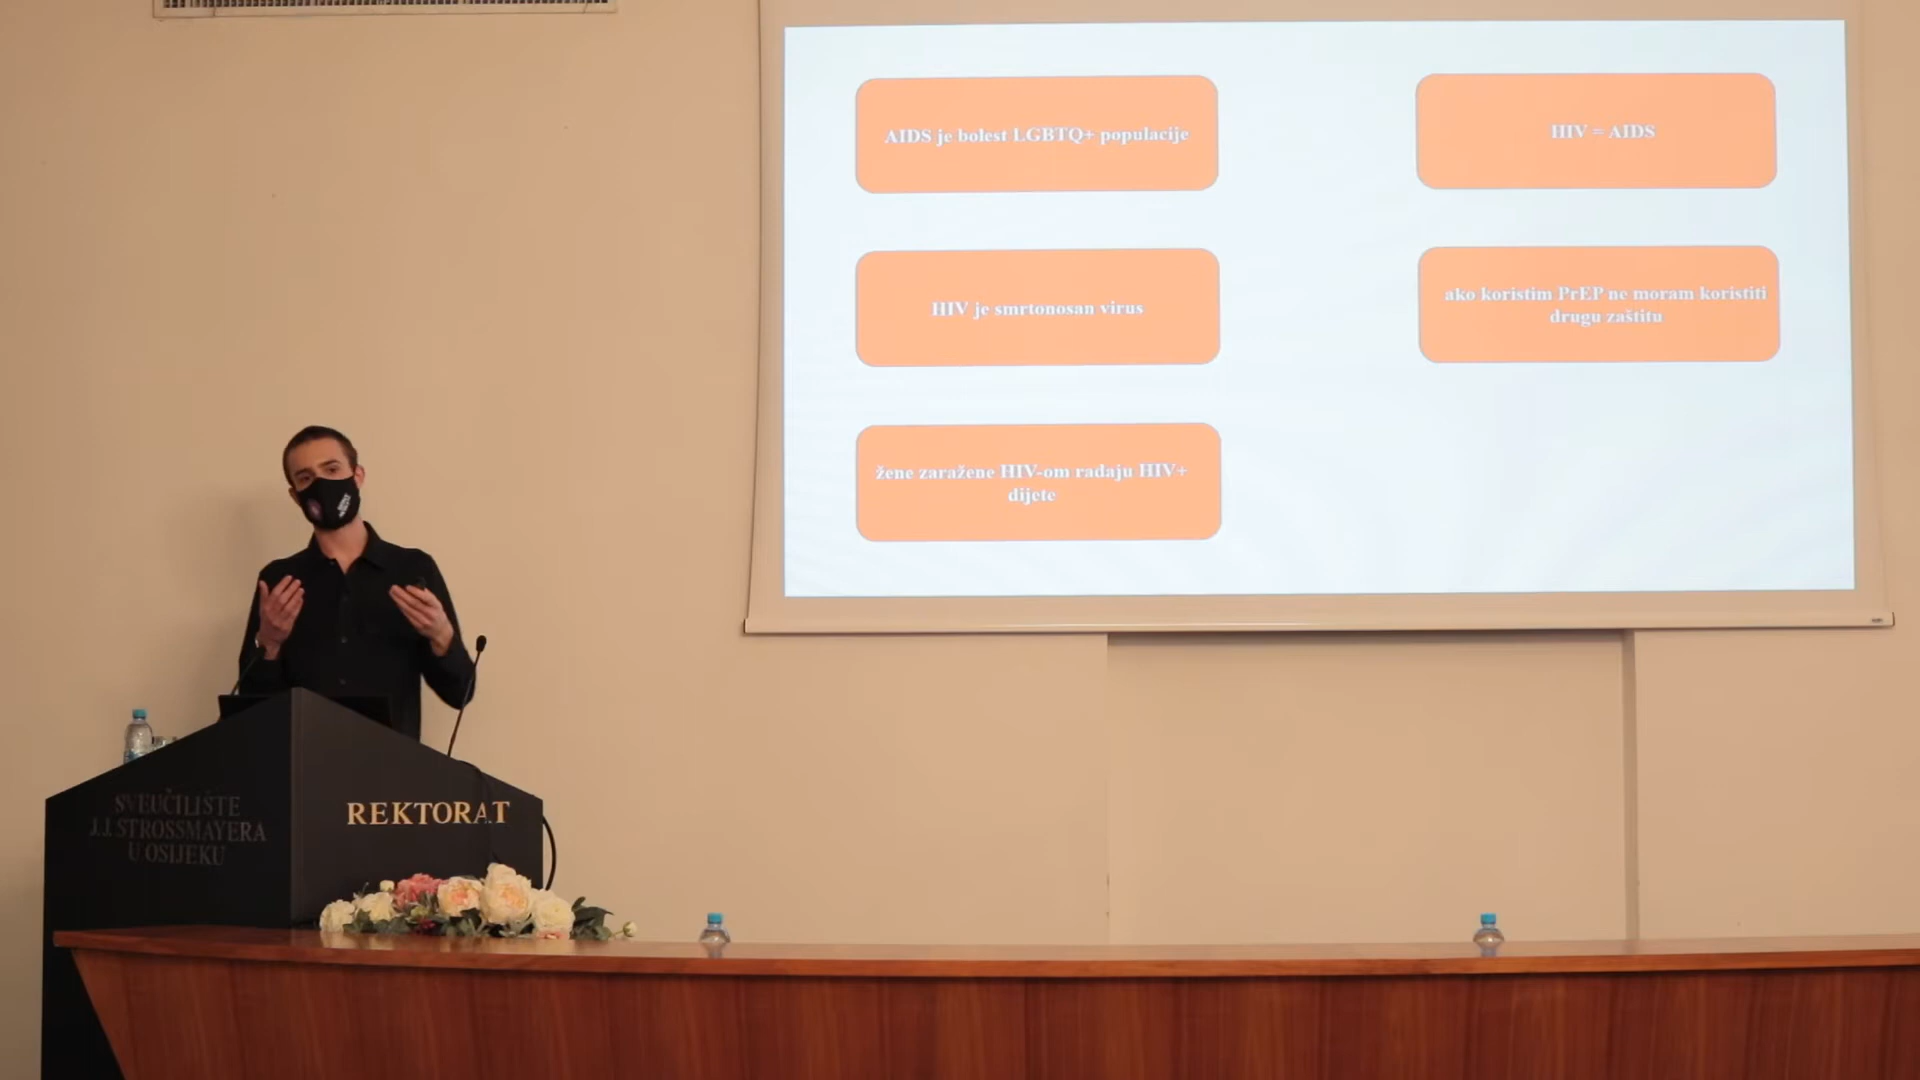 AIDS je bolest LGBTQ+ populacije
HIV = AIDS
HIV je smrtonosan virus
ako koristim PrEP ne moram koristiti
drugu zaštitu
žene zaražene HIV-om rađaju HIV+
dijete
SVEUČILIŠTE
J.J. STROSSMAYERA
U OSIJEKU
REKTORAT